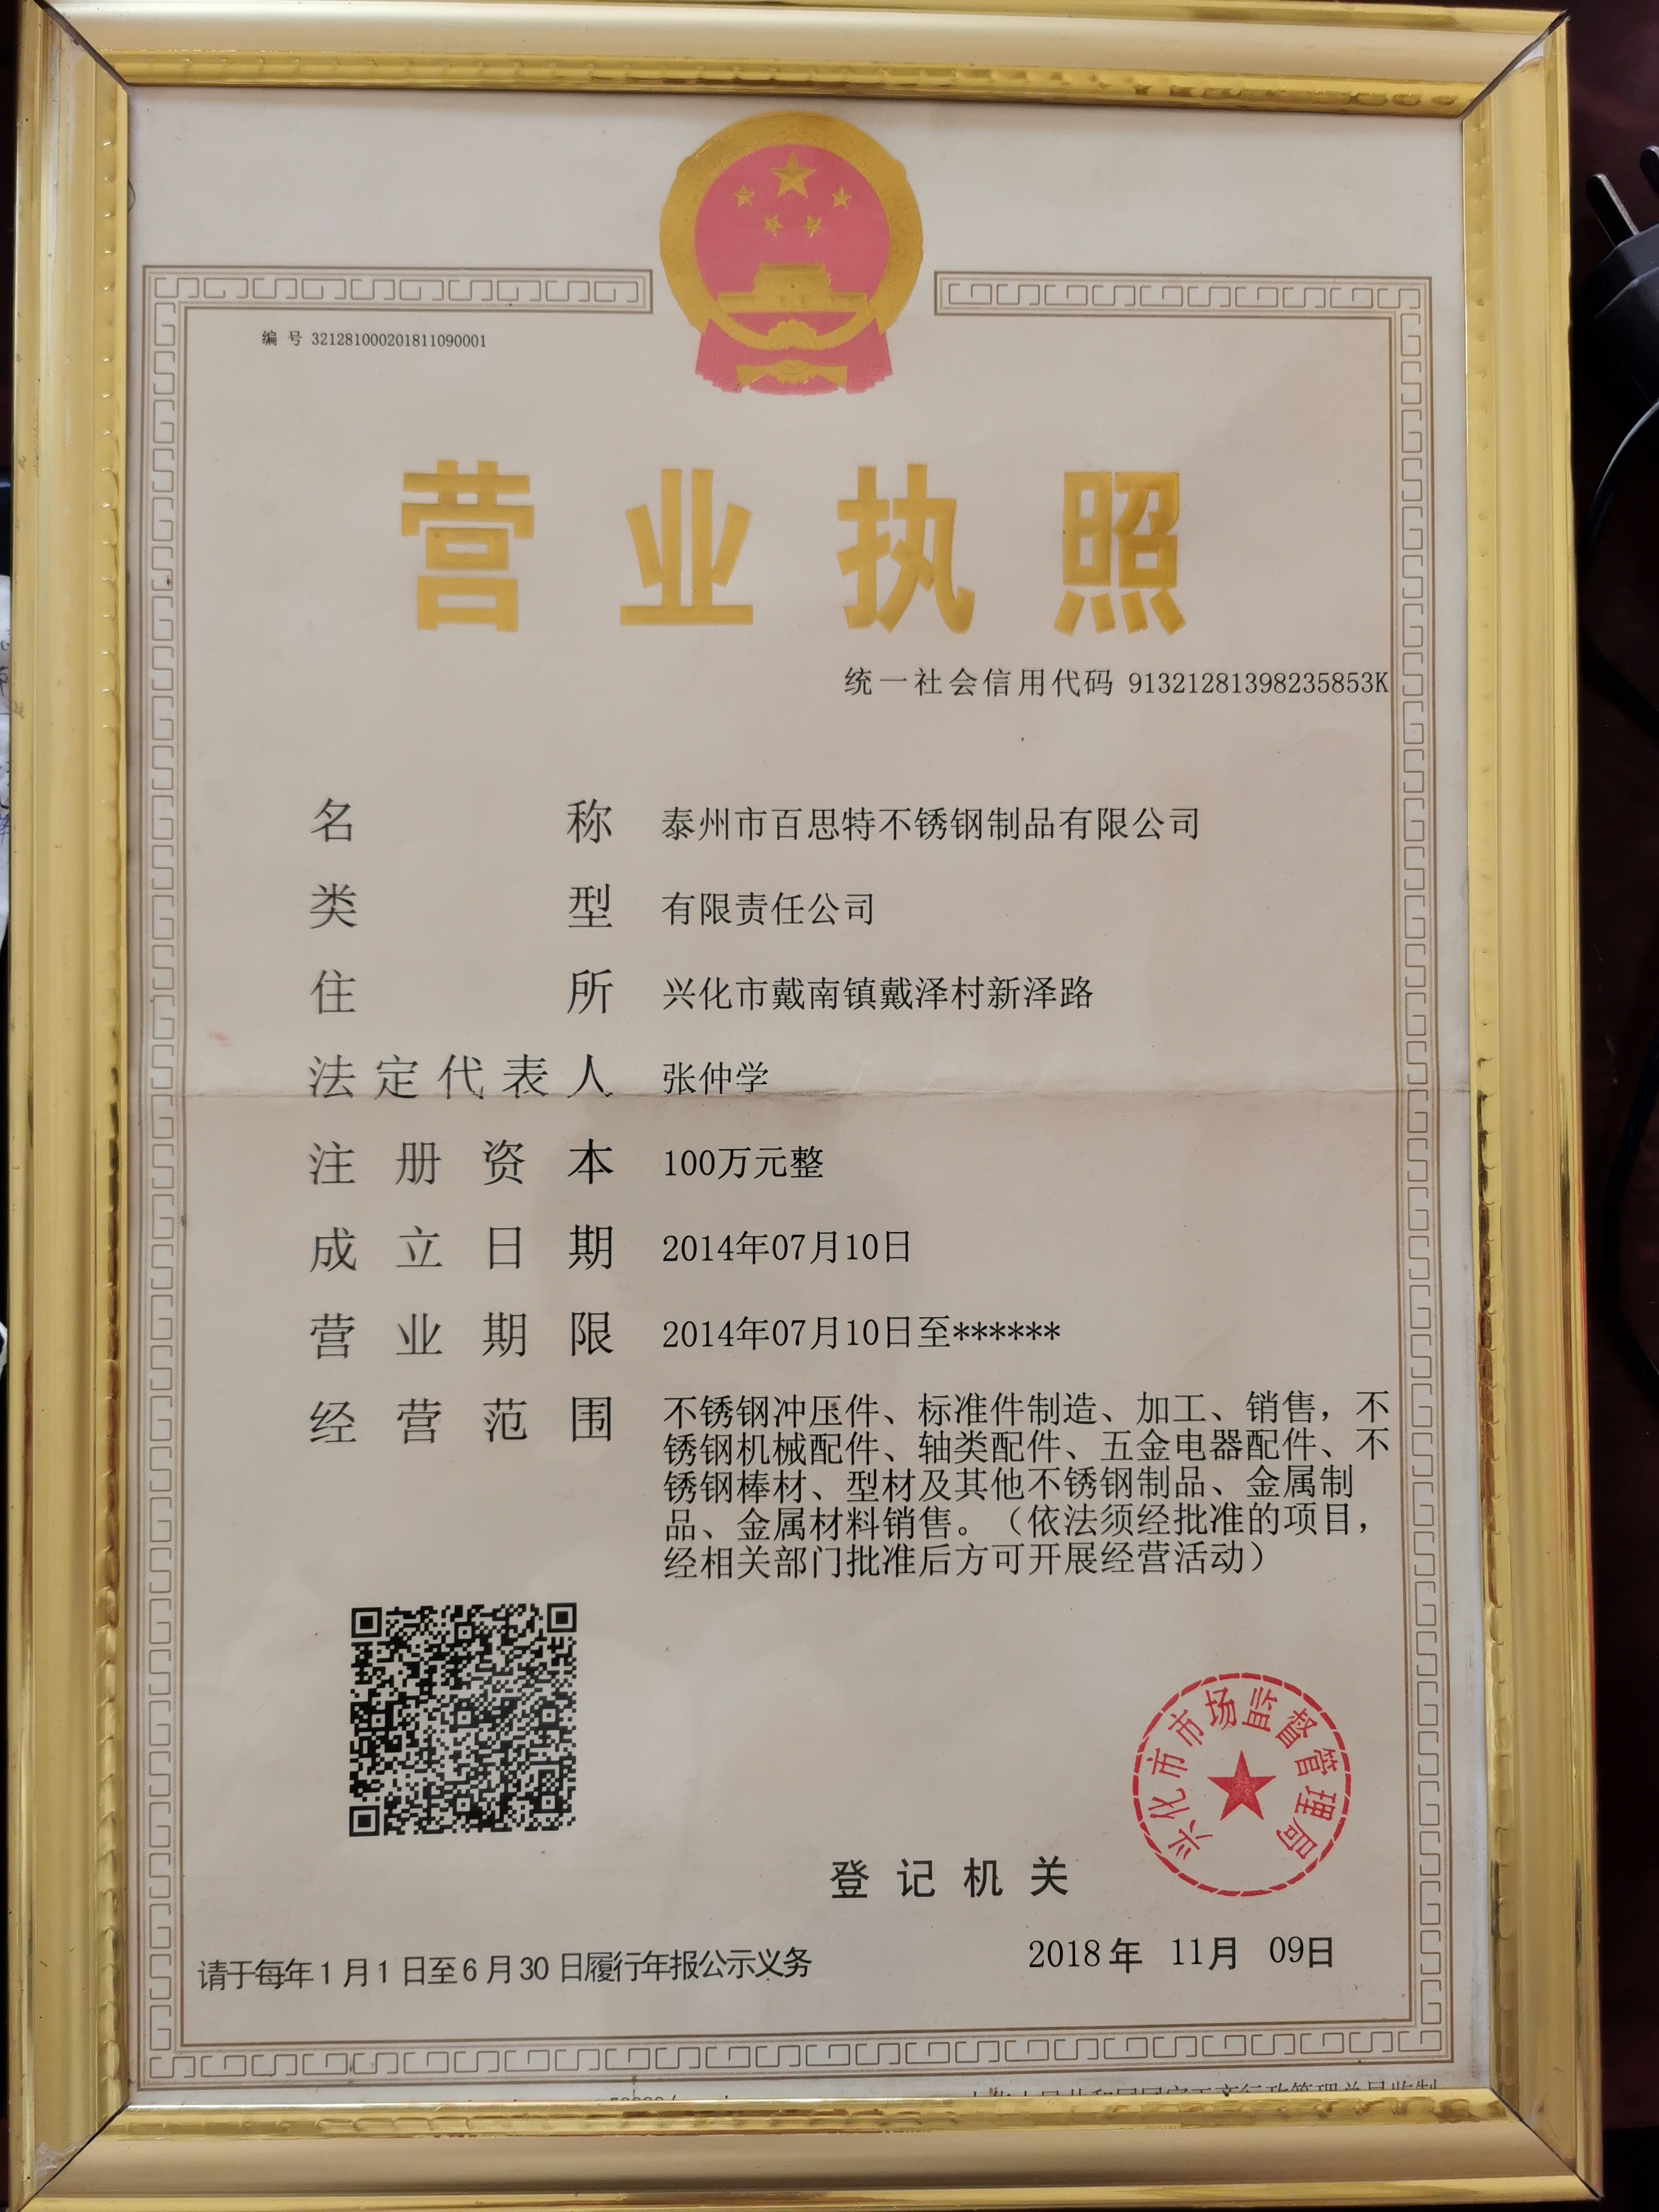 编 号 321281000201811090001
营业执照
统一社会信用代码 91321281398235853K
名称 泰州市百思特不锈钢制品有限公司
类型 有限责任公司
住所 兴化市戴南镇戴泽村新泽路
法定代表人 张仲学
注册资本 100万元整
成立日期 2014年07月10日
营业期限 2014年07月10日至******
经营范围 不锈钢冲压件、标准件制造、加工、销售，不
锈钢机械配件、轴类配件、五金电器配件、不
锈钢棒材、型材及其他不锈钢制品、金属制
品、金属材料销售。（依法须经批准的项目，
经相关部门批准后方可开展经营活动）
兴化市市场监督管理局
登记机关
请于每年1月1日至6月30日履行年报公示义务
2018年 11月 09日